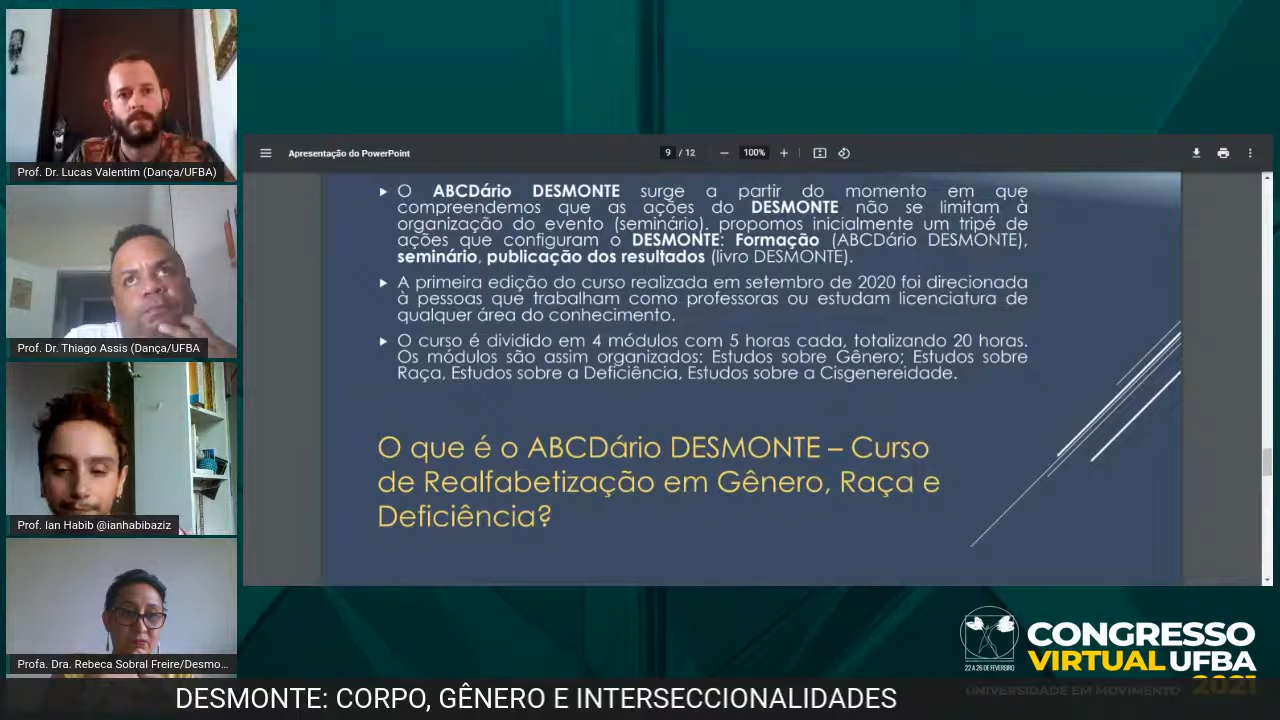 Prof. Dr. Lucas Valentim (Dança/UFBA)
Prof. Dr. Thiago Assis (Dança/UFBA
Prof. Ian Habib @ianhabibaziz
Profa. Dra. Rebeca Sobral Freire/Desmo...
Apresentação do PowerPoint
9 / 12
100%
O ABCDário DESMONTE surge a partir do momento em que
compreendemos que as ações do DESMONTE não se limitam à
organização do evento (seminário). propomos inicialmente um tripé de
ações que configuram o DESMONTE: Formação (ABCDário DESMONTE),
seminário, publicação dos resultados (livro DESMONTE).
A primeira edição do curso realizada em setembro de 2020 foi direcionada
à pessoas que trabalham como professoras ou estudam licenciatura de
qualquer área do conhecimento.
O curso é dividido em 4 módulos com 5 horas cada, totalizando 20 horas.
Os módulos são assim organizados: Estudos sobre Gênero; Estudos sobre
Raça, Estudos sobre a Deficiência, Estudos sobre a Cisgenereidade.
O que é o ABCDário DESMONTE – Curso
de Realfabetização em Gênero, Raça e
Deficiência?
22 A 26 DE FEVEREIRO
CONGRESSO
VIRTUAL UFBA
2021
UNIVERSIDADE EM MOVIMENTO
DESMONTE: CORPO, GÊNERO E INTERSECCIONALIDADES